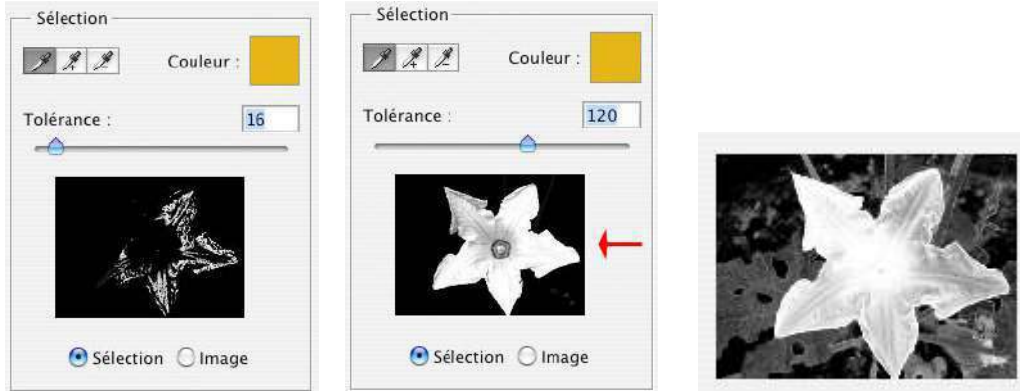 Sélection
Couleur :
Tolérance :
16
Sélection
Image
Sélection
Couleur :
Tolérance :
120
Sélection
Image